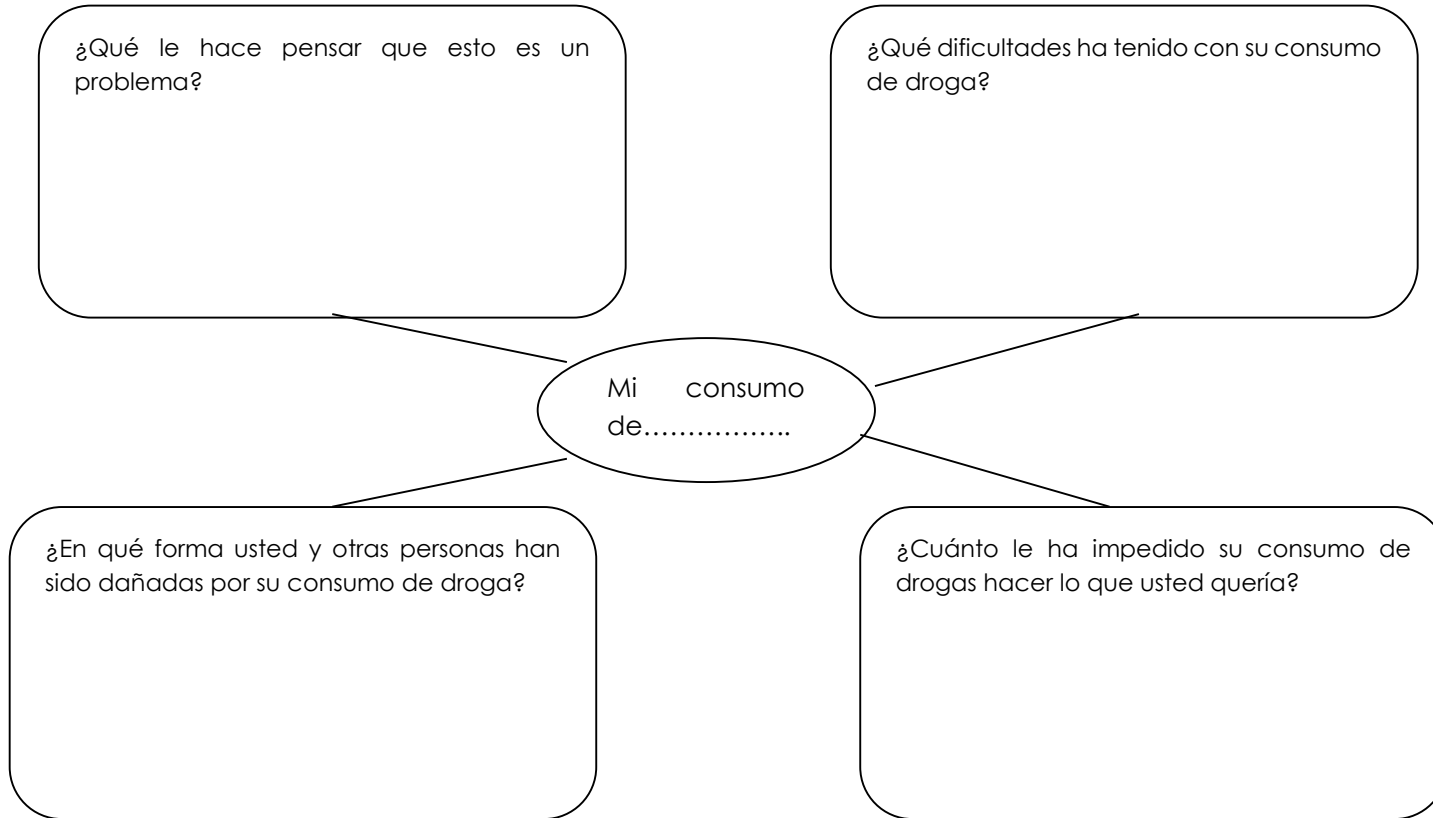 ¿Qué le hace pensar que esto es un
problema?
¿Qué dificultades ha tenido con su consumo
de droga?
Mi consumo
de……………..
¿En qué forma usted y otras personas han
sido dañadas por su consumo de droga?
¿Cuánto le ha impedido su consumo de
drogas hacer lo que usted quería?